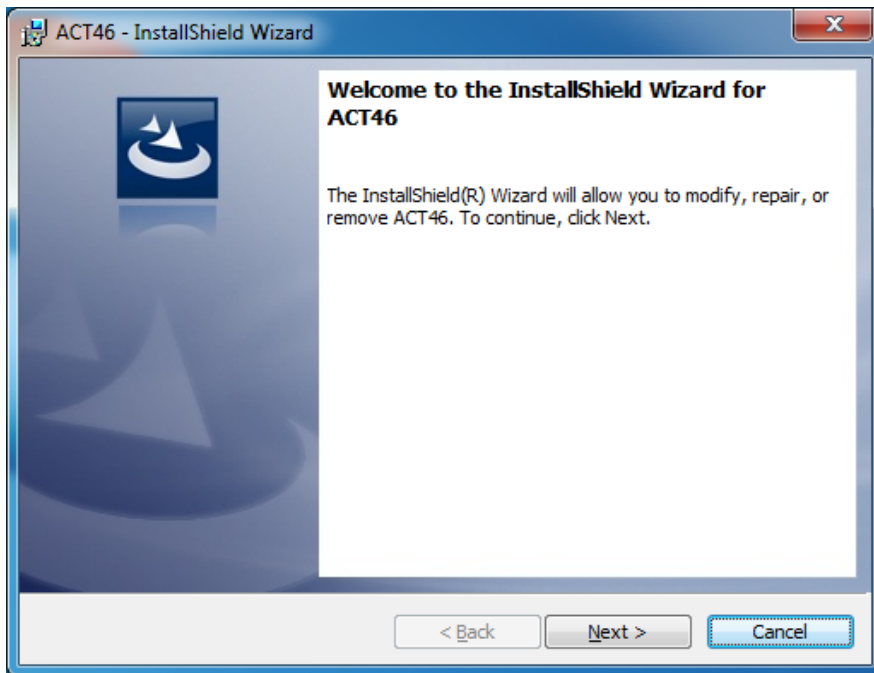 ACT46 - InstallShield Wizard
Welcome to the InstallShield Wizard for
ACT46
The InstallShield(R) Wizard will allow you to modify, repair, or
remove ACT46. To continue, click Next.
< Back Next > Cancel